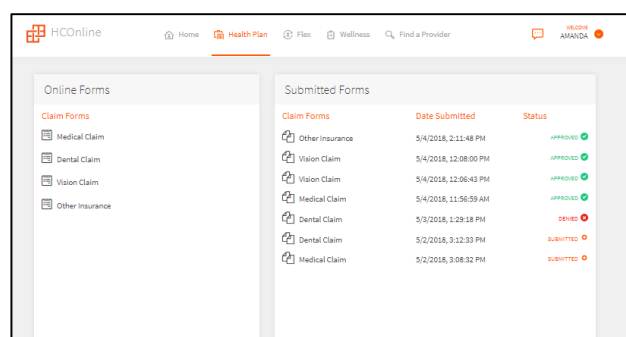 HCOnline
Home Health Plan Flex Wellness Find a Provider
WELCOME
AMANDA
Online Forms
Claim Forms
Medical Claim
Dental Claim
Vision Claim
Other Insurance
Submitted Forms
Claim Forms Date Submitted Status
Other Insurance 5/4/2018, 2:11:48 PM APPROVED
Vision Claim 5/4/2018, 12:08:00 PM APPROVED
Vision Claim 5/4/2018, 12:06:43 PM APPROVED
Medical Claim 5/4/2018, 11:56:59 AM APPROVED
Dental Claim 5/3/2018, 1:29:18 PM DENIED
Dental Claim 5/2/2018, 3:12:33 PM SUBMITTED
Medical Claim 5/2/2018, 3:08:32 PM SUBMITTED